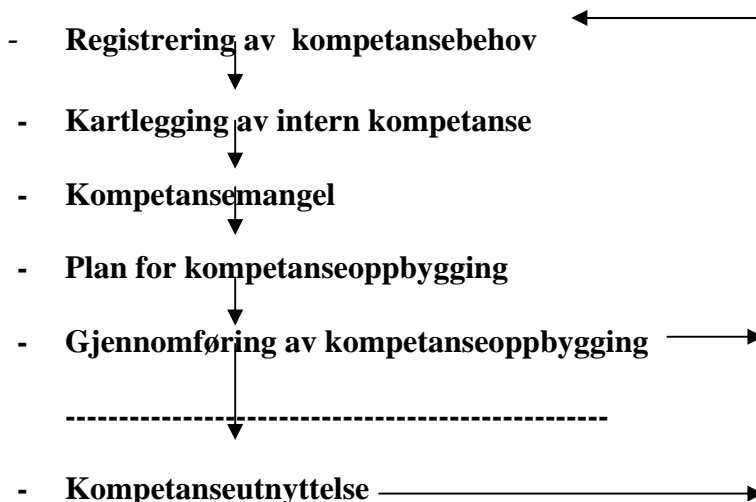 - Registrering av kompetansebehov
- Kartlegging av intern kompetanse
- Kompetansemangel
- Plan for kompetanseoppbygging
- Gjennomføring av kompetanseoppbygging
--------------------------------------------------
- Kompetanseutnyttelse